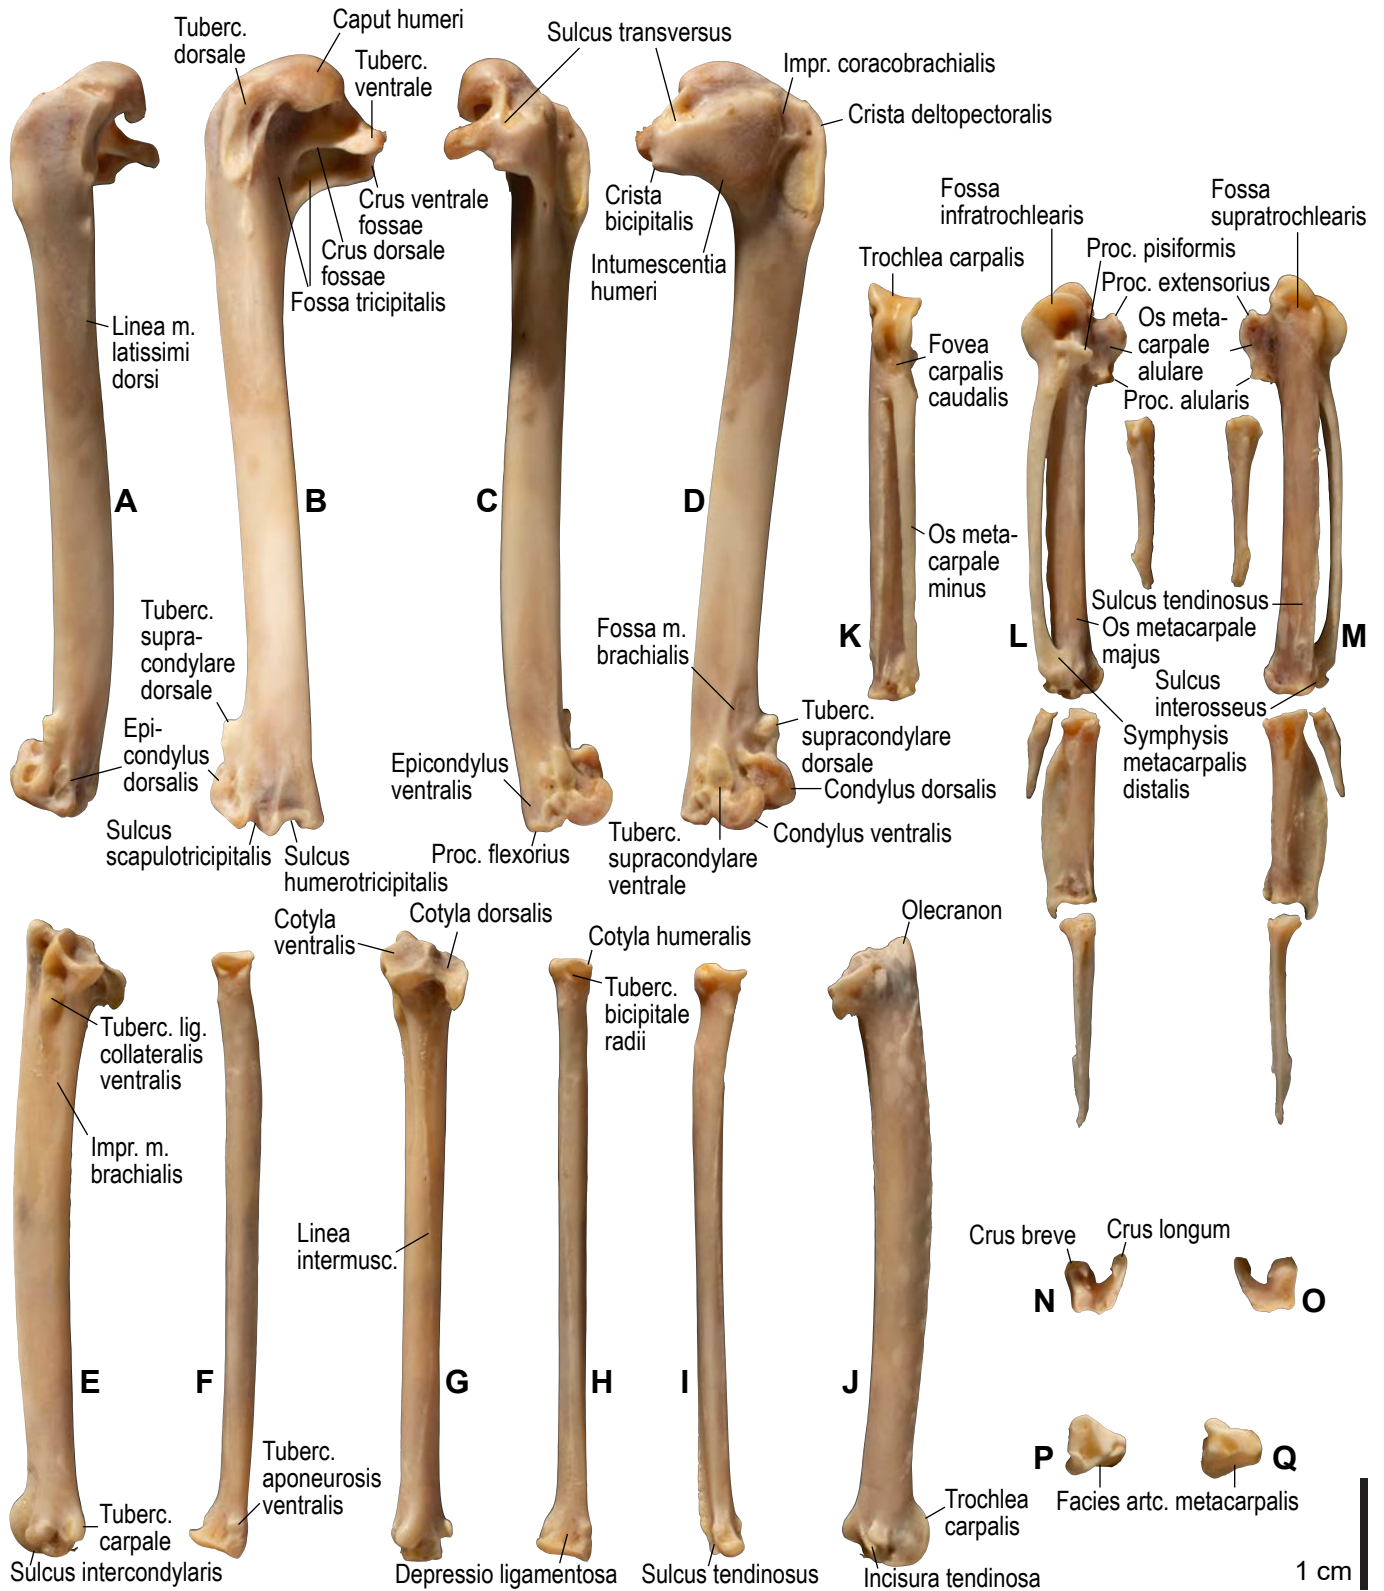 Tuberc.
dorsale
Caput humeri
Tuberc.
ventrale
Sulcus transversus
Impr. coracobrachialis
Crista deltopectoralis
Crus ventrale
fossae
Crus dorsale
fossae
Fossa tricipitalis
Crista
bicipitalis
Intumescentia
humeri
Linea m.
latissimi
dorsi
Fossa
infratrochlearis
Fossa
supratrochlearis
Trochlea carpalis
Proc. pisiformis
Proc. extensorius
Os meta-
carpale
alulare
Proc. alularis
Fovea
carpalis
caudalis
A
B
C
D
Os meta-
carpale
minus
Tuberc.
supra-
condylare
dorsale
Fossa m.
brachialis
K
L
M
Sulcus tendinosus
Os metacarpale
majus
Sulcus
interosseus
Symphysis
metacarpalis
distalis
Epi-
condylus
dorsalis
Epicondylus
ventralis
Tuberc.
supracondylare
dorsale
Condylus dorsalis
Condylus ventralis
Sulcus
scapulotricipitalis
Sulcus
humerotricipitalis
Proc. flexorius
Tuberc.
supracondylare
ventrale
Cotyla
ventralis
Cotyla dorsalis
Cotyla humeralis
Tuberc.
bicipitale
radii
Olecranon
Tuberc. lig.
collateralis
ventralis
Impr. m.
brachialis
Linea
intermusc.
Crus breve
Crus longum
N
O
E
F
G
H
I
J
P
Q
Facies artc. metacarpalis
Tuberc.
aponeurosis
ventralis
Tuberc.
carpale
Sulcus intercondylaris
Depressio ligamentosa
Sulcus tendinosus
Trochlea
carpalis
Incisura tendinosa
1 cm